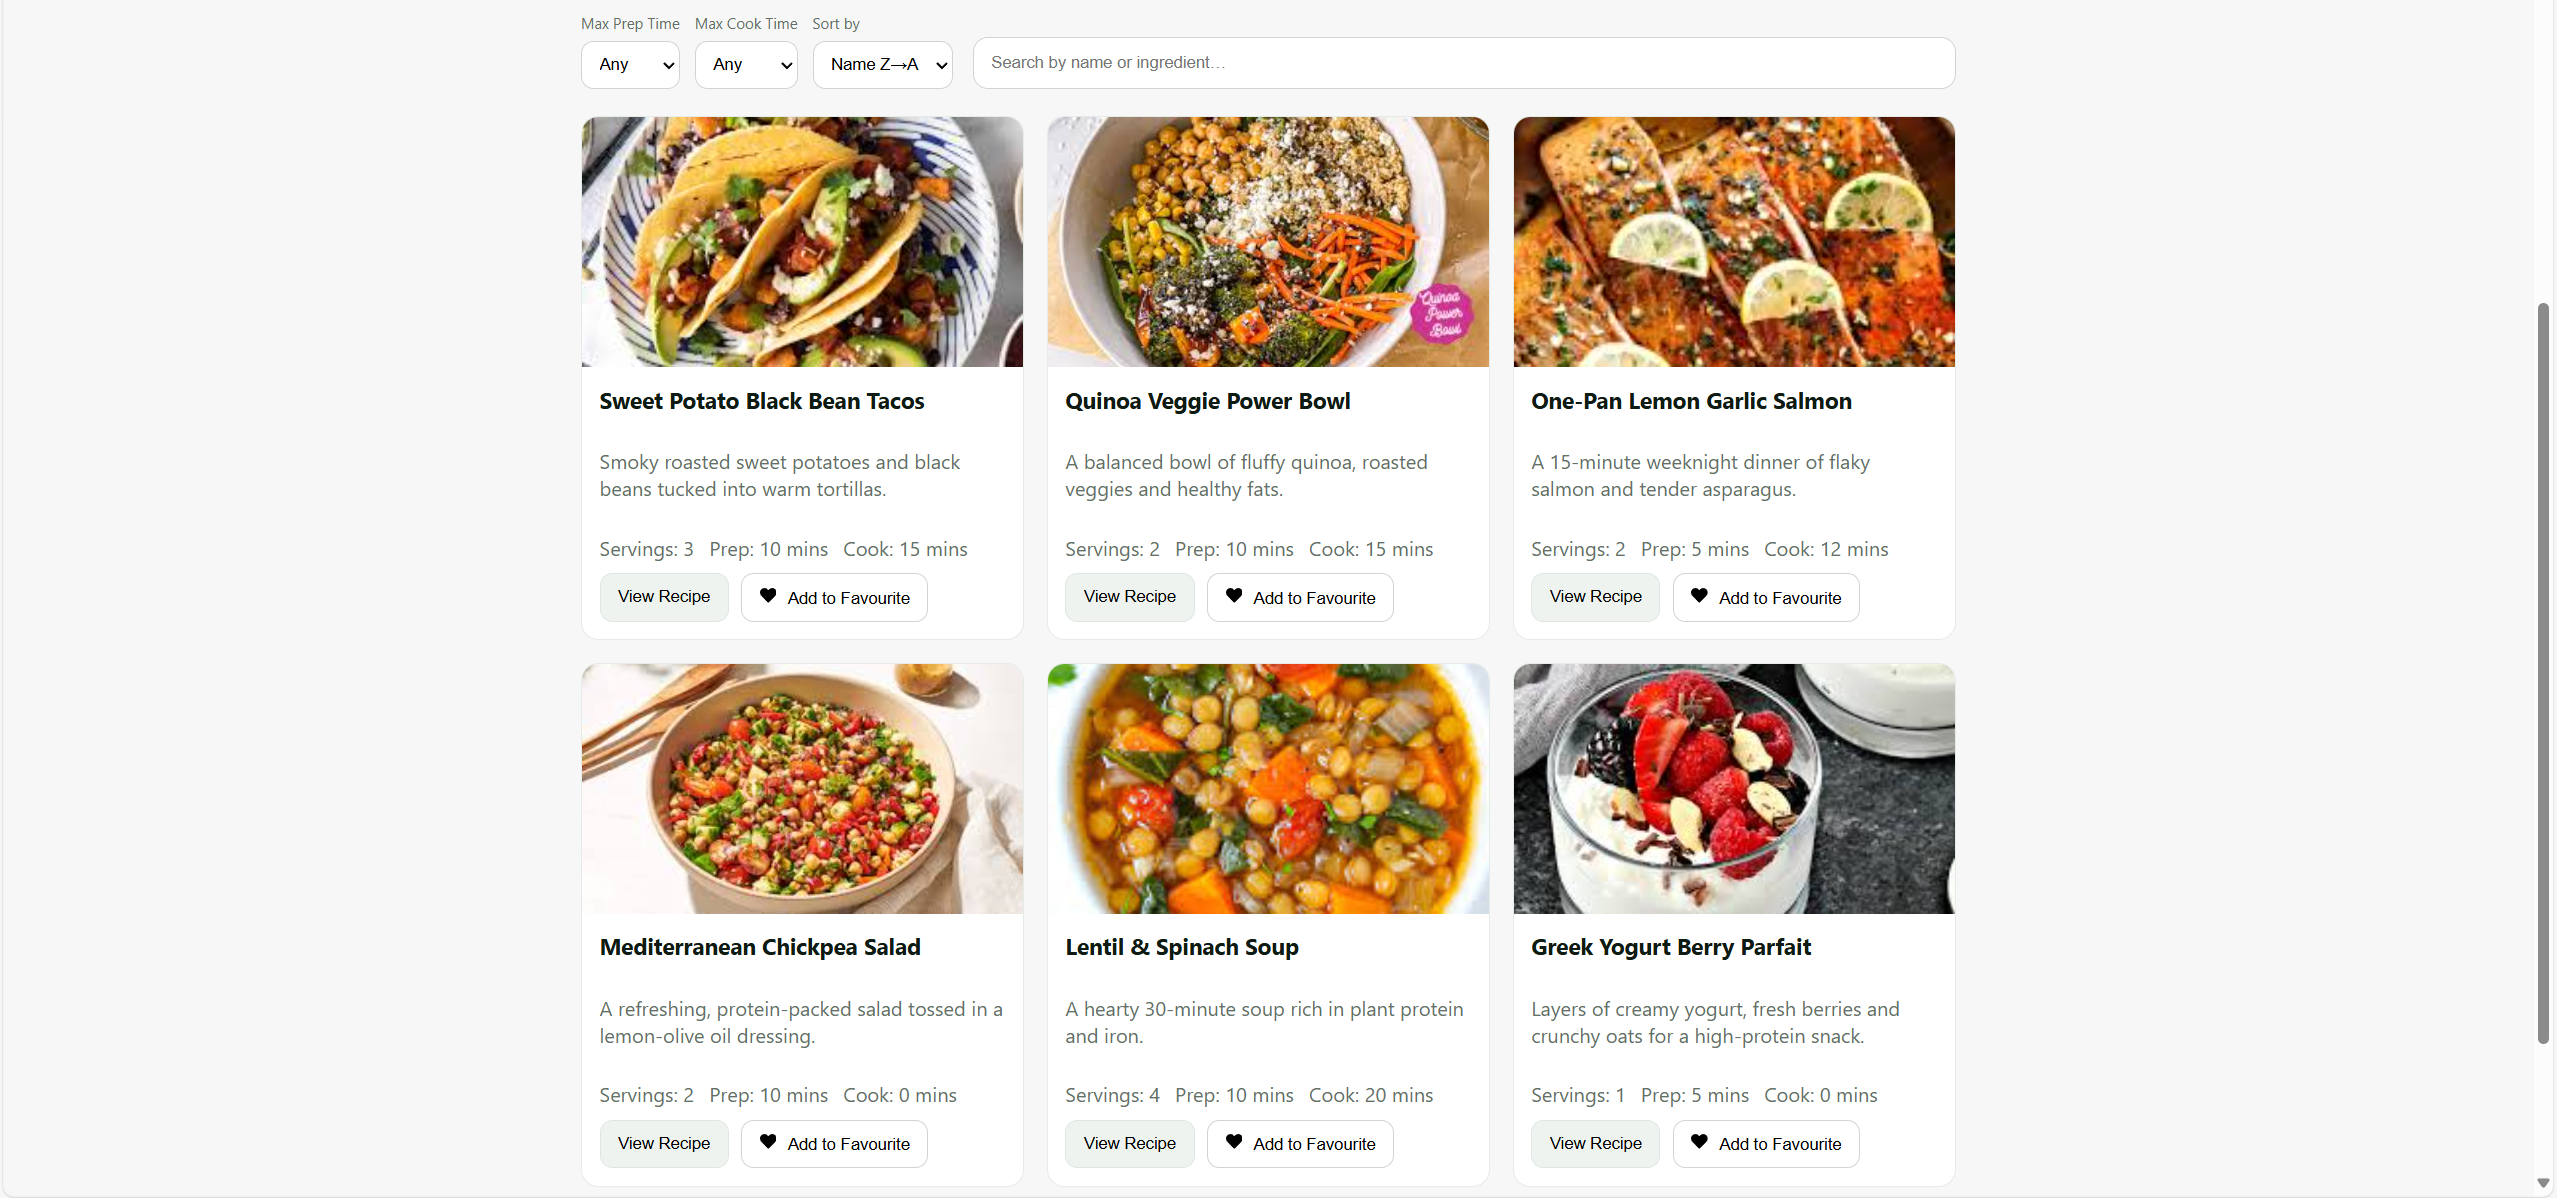 Max Prep Time Max Cook Time Sort by
Any Any Name Z→A Search by name or ingredient…
Quinoa
Power
Bowl
Sweet Potato Black Bean Tacos
Smoky roasted sweet potatoes and black
beans tucked into warm tortillas.
Servings: 3 Prep: 10 mins Cook: 15 mins
View Recipe Add to Favourite
Quinoa Veggie Power Bowl
A balanced bowl of fluffy quinoa, roasted
veggies and healthy fats.
Servings: 2 Prep: 10 mins Cook: 15 mins
View Recipe Add to Favourite
One-Pan Lemon Garlic Salmon
A 15-minute weeknight dinner of flaky
salmon and tender asparagus.
Servings: 2 Prep: 5 mins Cook: 12 mins
View Recipe Add to Favourite
Mediterranean Chickpea Salad
A refreshing, protein-packed salad tossed in a
lemon-olive oil dressing.
Servings: 2 Prep: 10 mins Cook: 0 mins
View Recipe Add to Favourite
Lentil & Spinach Soup
A hearty 30-minute soup rich in plant protein
and iron.
Servings: 4 Prep: 10 mins Cook: 20 mins
View Recipe Add to Favourite
Greek Yogurt Berry Parfait
Layers of creamy yogurt, fresh berries and
crunchy oats for a high-protein snack.
Servings: 1 Prep: 5 mins Cook: 0 mins
View Recipe Add to Favourite